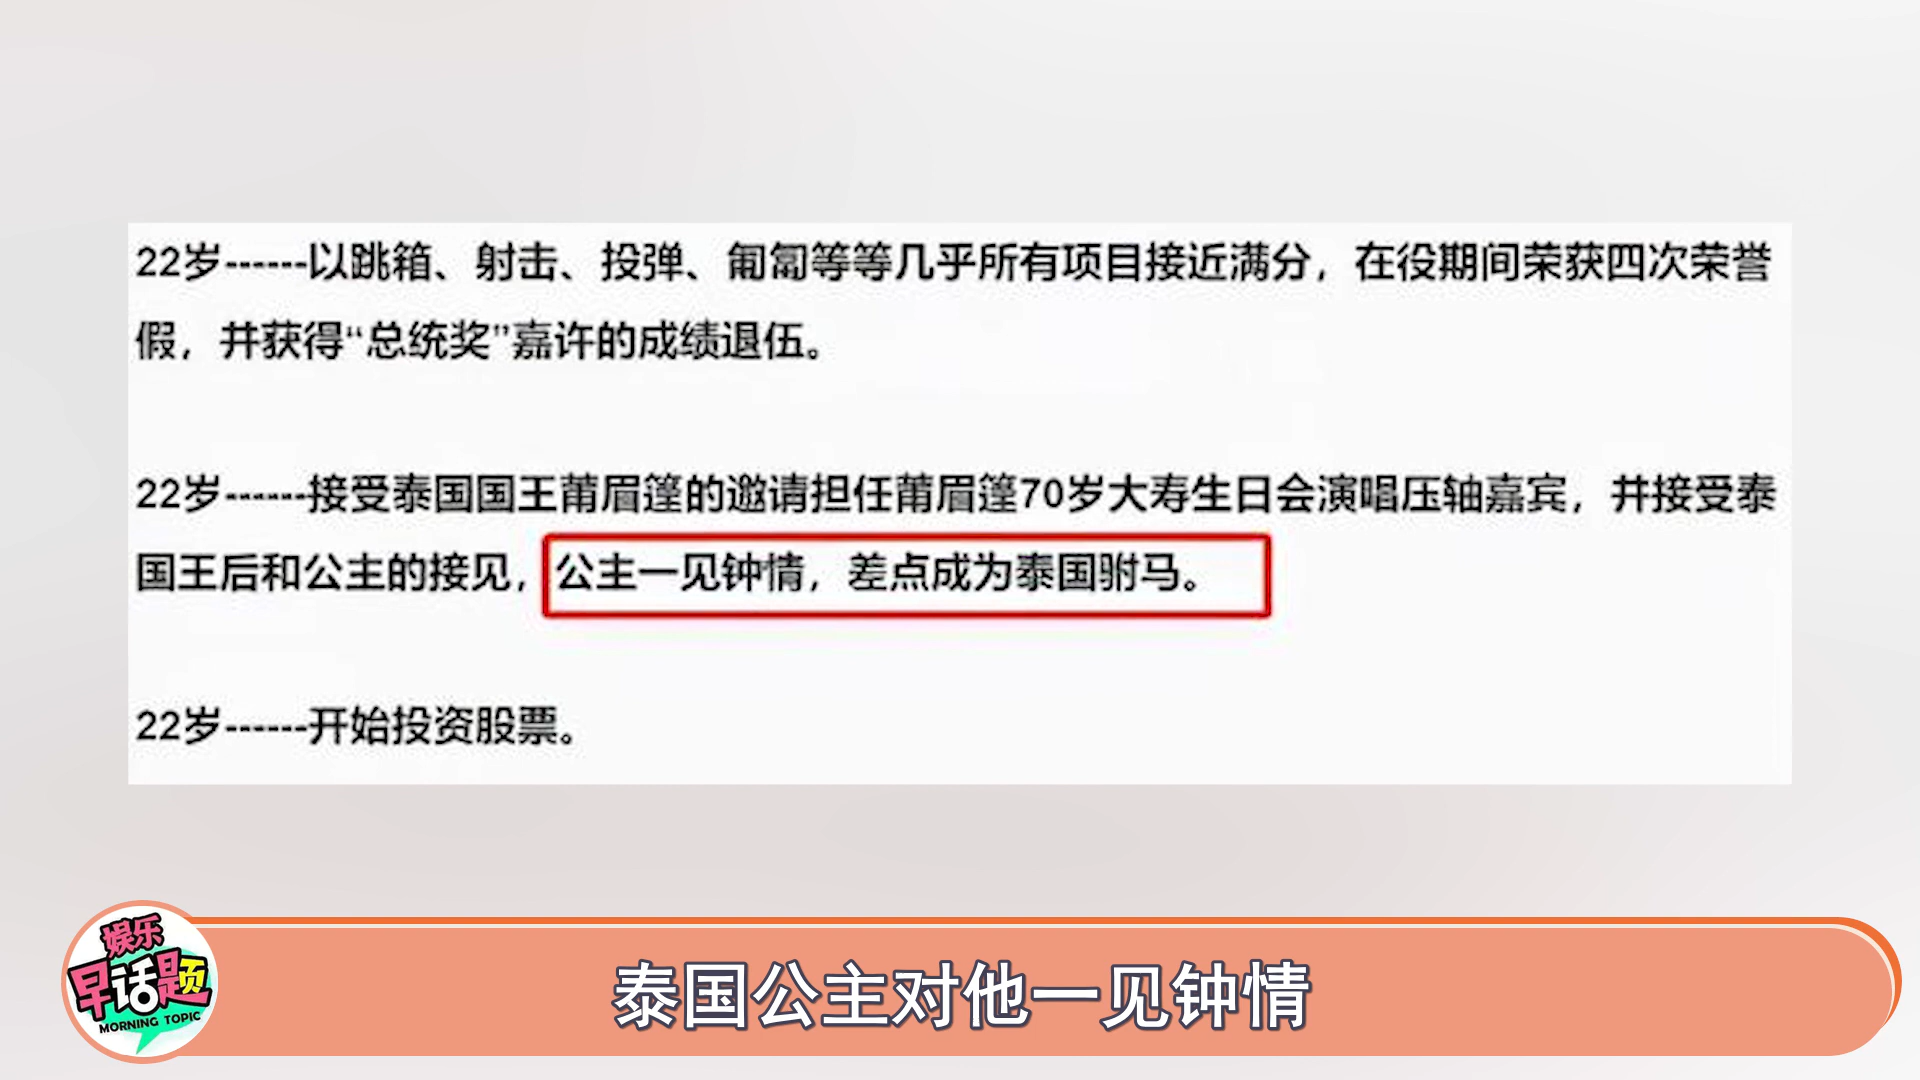 22岁------以跳箱、射击、投弹、匍匐等等几乎所有项目接近满分，在役期间荣获四次荣誉
假，并获得“总统奖”嘉许的成绩退伍。
22岁------接受泰国国王莆眉篷的邀请担任莆眉篷70岁大寿生日会演唱压轴嘉宾，并接受泰
国王后和公主的接见，公主一见钟情，差点成为泰国驸马。
22岁------开始投资股票。
娱乐
早话题
MORNING TOPIC
泰国公主对他一见钟情